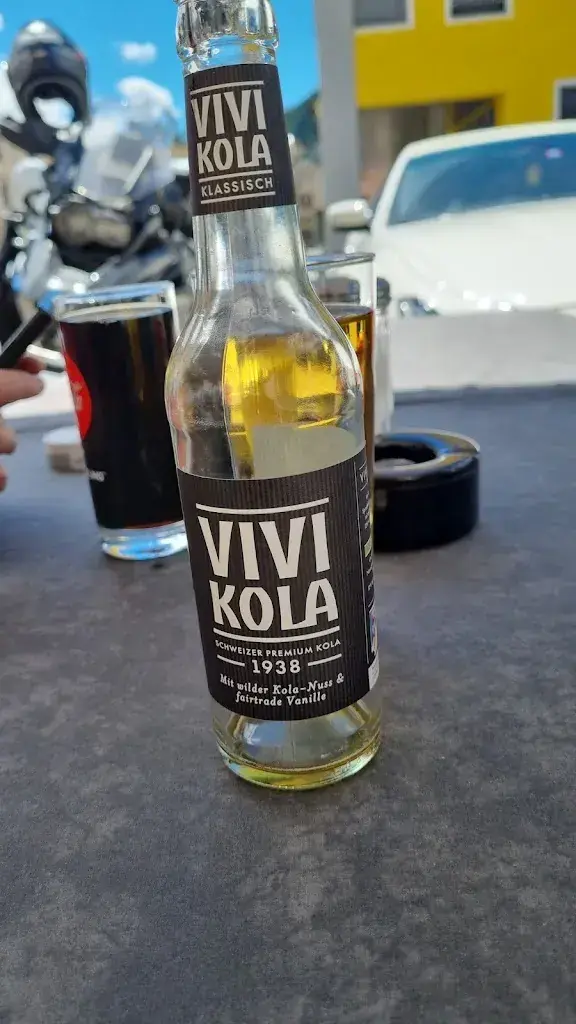 VIVI
KOLA
KLASSISCH
VIVI
KOLA
SCHWEIZER PREMIUM KOLA
1938
Mit wilder Kola-Nuss &
fairtrade Vanille